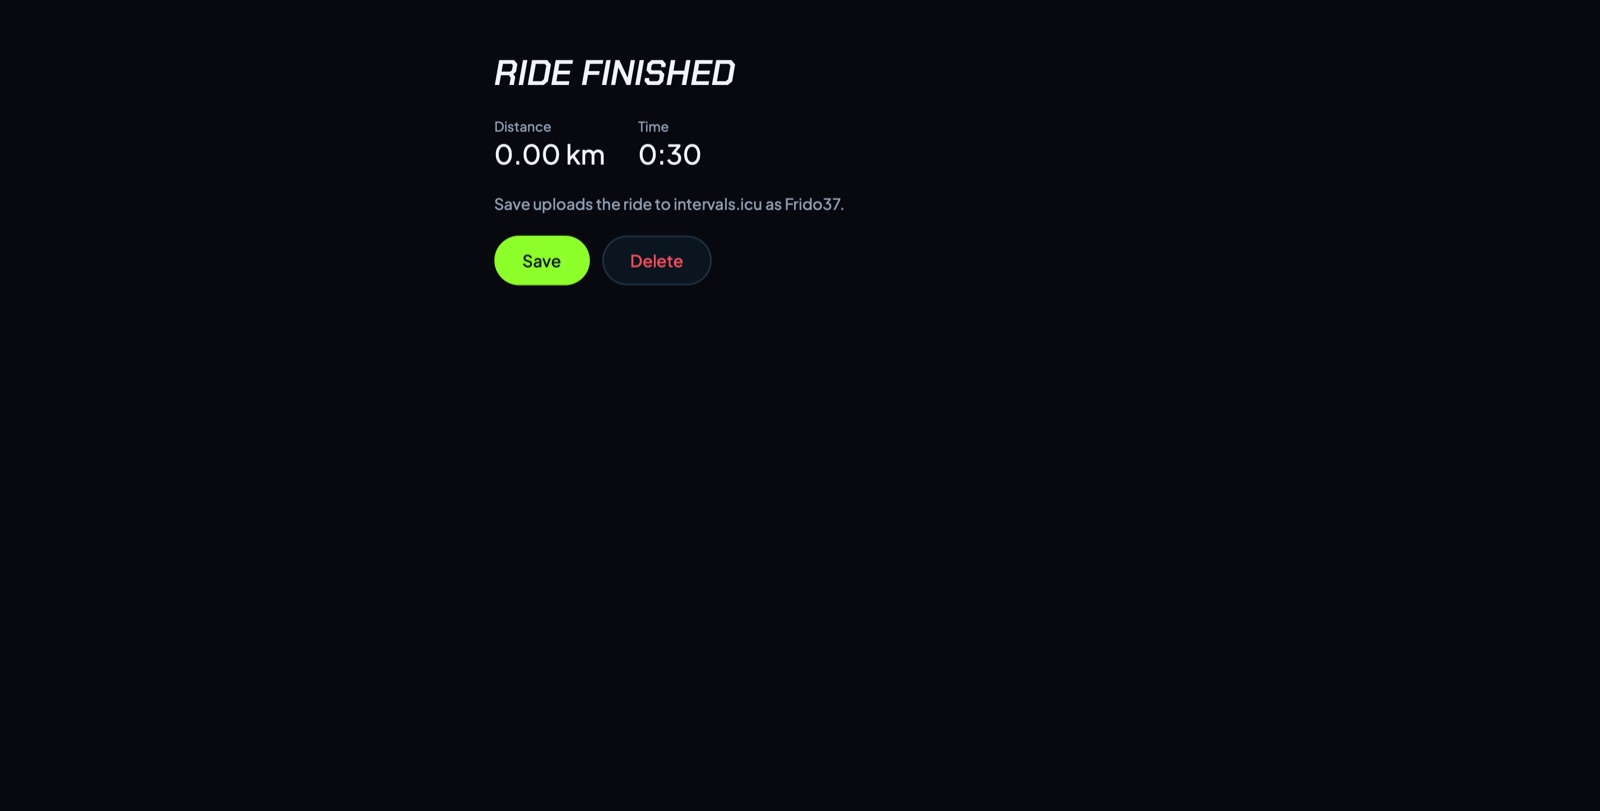 RIDE FINISHED
Distance Time
0.00 km 0:30
Save uploads the ride to intervals.icu as Frido37.
Save Delete